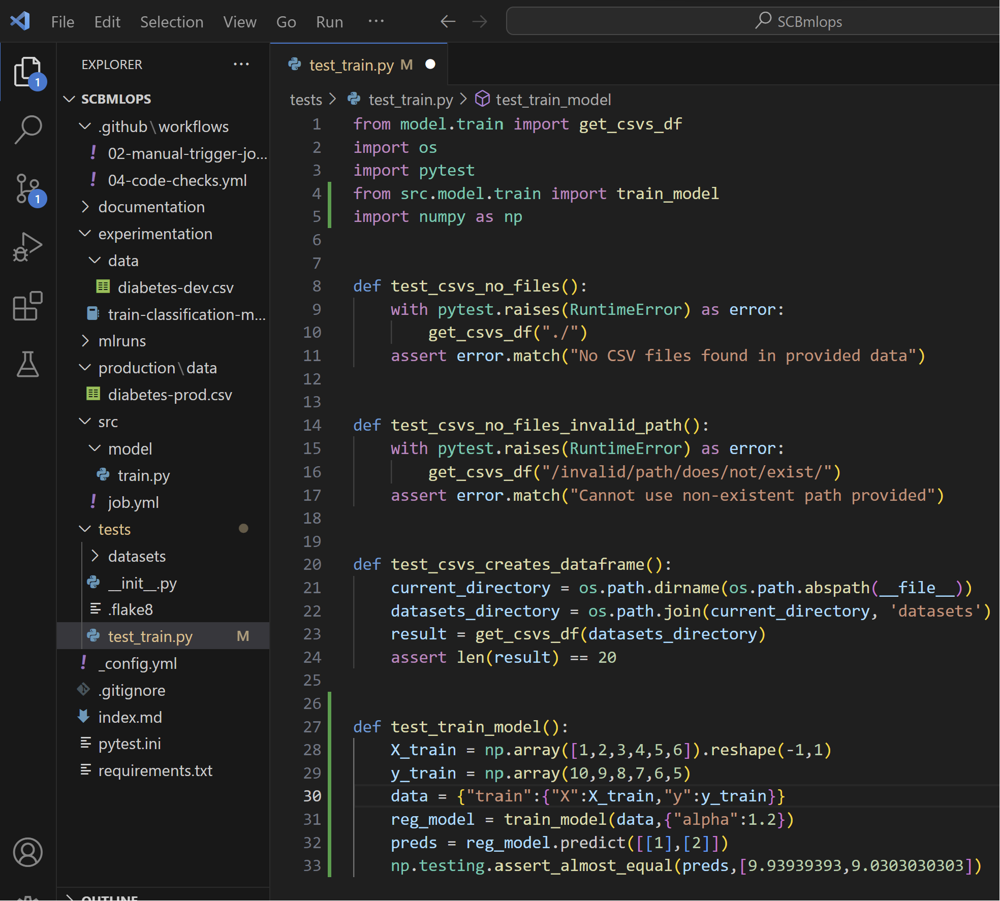 File Edit Selection View Go Run ··· SCBmlops
EXPLORER ···
SCBMLOPS
.github\workflows
02-manual-trigger-jo...
04-code-checks.yml
documentation
experimentation
data
diabetes-dev.csv
train-classification-m...
mlruns
production\data
diabetes-prod.csv
src
model
train.py
job.yml
tests
datasets
__init__.py
.flake8
test_train.py M
_config.yml
.gitignore
index.md
pytest.ini
requirements.txt
OUTLINE
1
1
test_train.py M
tests > test_train.py > test_train_model
1 from model.train import get_csvs_df
2 import os
3 import pytest
4 from src.model.train import train_model
5 import numpy as np
6
7
8 def test_csvs_no_files():
9     with pytest.raises(RuntimeError) as error:
10         get_csvs_df("./")
11     assert error.match("No CSV files found in provided data")
12
13
14 def test_csvs_no_files_invalid_path():
15     with pytest.raises(RuntimeError) as error:
16         get_csvs_df("/invalid/path/does/not/exist/")
17     assert error.match("Cannot use non-existent path provided")
18
19
20 def test_csvs_creates_dataframe():
21     current_directory = os.path.dirname(os.path.abspath(__file__))
22     datasets_directory = os.path.join(current_directory, 'datasets')
23     result = get_csvs_df(datasets_directory)
24     assert len(result) == 20
25
26
27 def test_train_model():
28     X_train = np.array([1,2,3,4,5,6]).reshape(-1,1)
29     y_train = np.array(10,9,8,7,6,5)
30     data = {"train":{"X":X_train,"y":y_train}}
31     reg_model = train_model(data,{"alpha":1.2})
32     preds = reg_model.predict([[1],[2]])
33     np.testing.assert_almost_equal(preds,[9.93939393,9.0303030303])